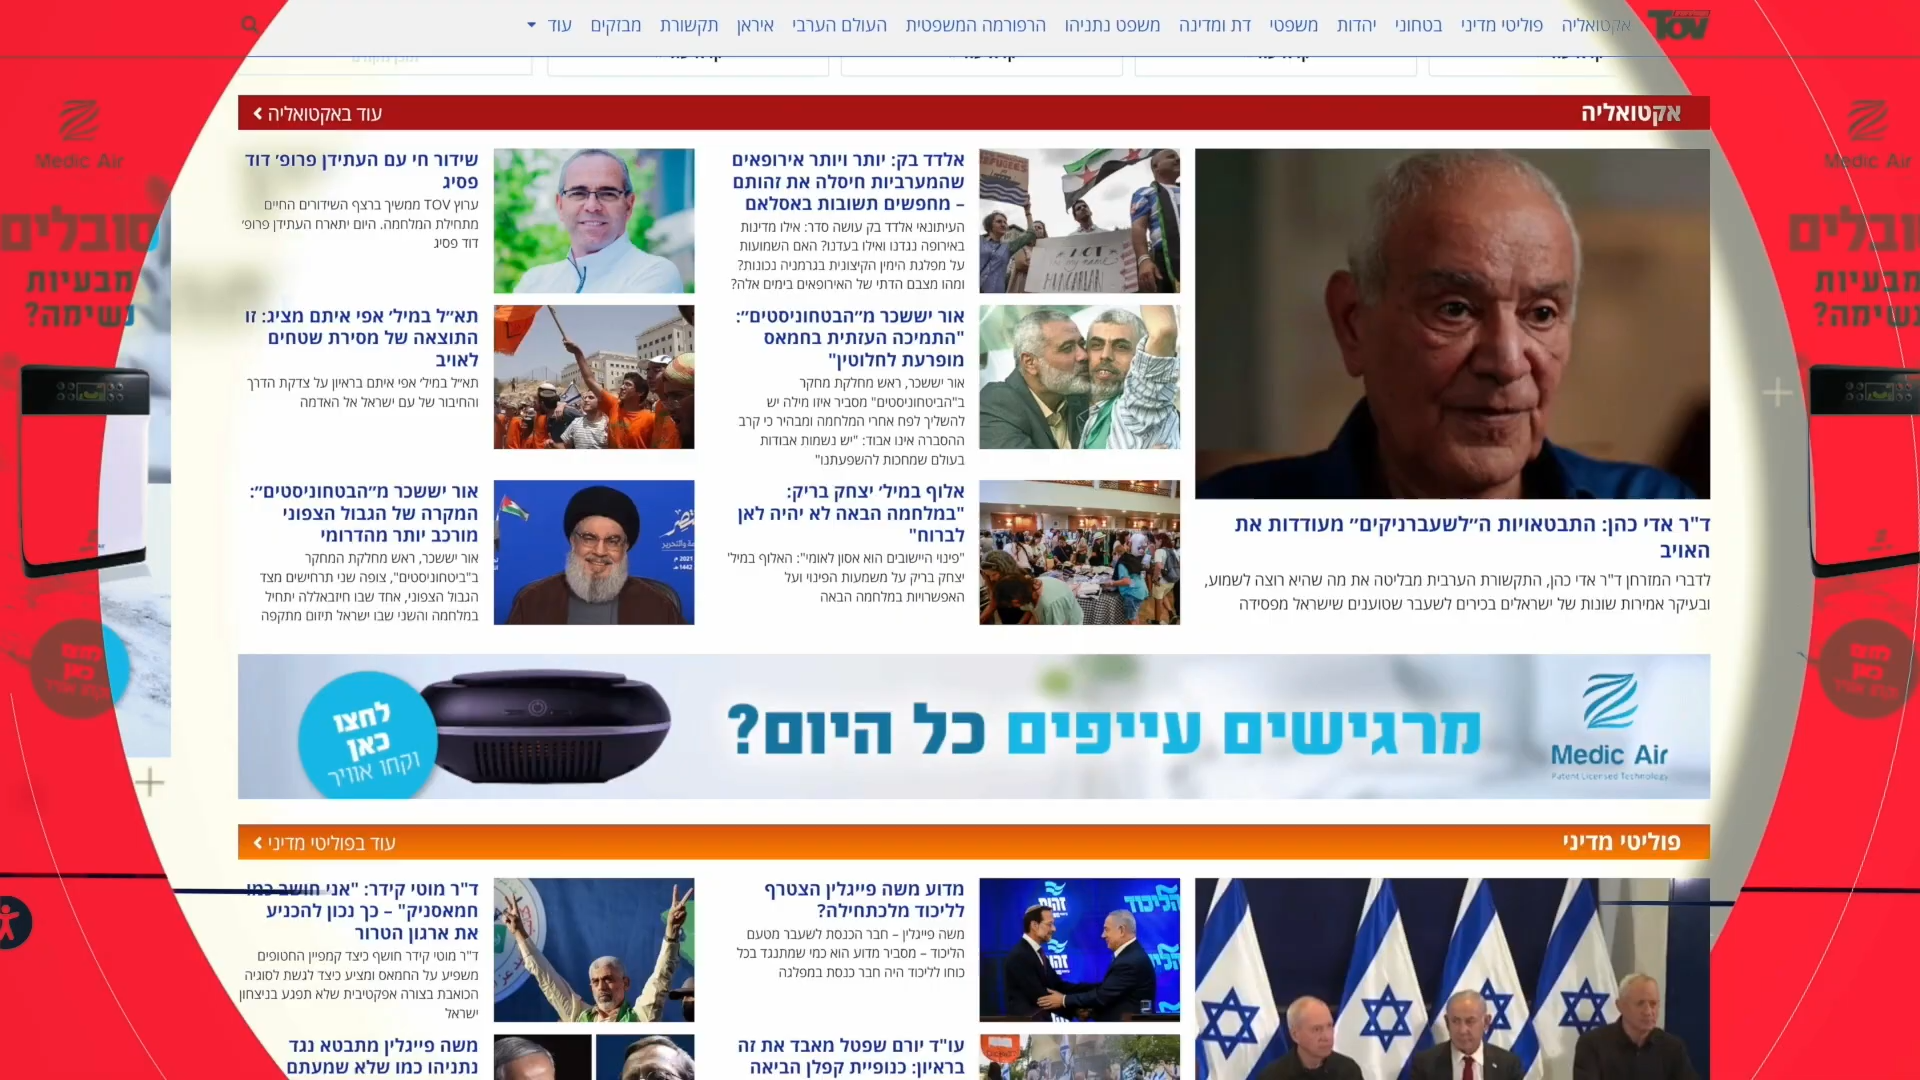 TOV
אקטואליה פוליטי מדיני בטחוני יהדות משפטי דת ומדינה משפט נתניהו הרפורמה המשפטית העולם הערבי איראן תקשורת מבזקים עוד
אקטואליה
עוד באקטואליה
ד"ר אדי כהן: התבטאויות ה״לשעברניקים״ מעודדות את
האויב
לדברי המזרחן ד"ר אדי כהן, התקשורת הערבית מבליטה את מה שהיא רוצה לשמוע,
ובעיקר אמירות שונות של ישראלים בכירים לשעבר שטוענים שישראל מפסידה
אלדד בק: יותר ויותר אירופאים
שהמערביות חיסלה את זהותם
– מחפשים תשובות באסלאם
העיתונאי אלדד בק עושה סדר: אילו מדינות
באירופה נגדנו ואילו בעדנו? האם השמועות
על מפלגת הימין הקיצונית בגרמניה נכונות?
ומהו מצבם הדתי של האירופאים בימים אלה?
אור יששכר מ״הבטחוניסטים״:
"התמיכה העזתית בחמאס
מופרעת לחלוטין"
אור יששכר, ראש מחלקת מחקר
ב"הביטחוניסטים" מסביר איזו מילה יש
להשליך לפח אחרי המלחמה ומבהיר כי קרב
ההסברה אינו אבוד: "יש נשמות אבודות
בעולם שמחכות להשפעתנו"
אלוף במיל׳ יצחק בריק:
"במלחמה הבאה לא יהיה לאן
לברוח"
"פינוי היישובים הוא אסון לאומי": האלוף במיל'
יצחק בריק על משמעות הפינוי ועל
האפשרויות במלחמה הבאה
שידור חי עם העתידן פרופ׳ דוד
פסיג
ערוץ TOV ממשיך ברצף השידורים החיים
מתחילת המלחמה. היום יתארח העתידן פרופ׳
דוד פסיג
תא״ל במיל׳ אפי איתם מציג: זו
התוצאה של מסירת שטחים
לאויב
תא״ל במיל׳ אפי איתם בראיון על צדקת הדרך
והחיבור של עם ישראל אל האדמה
אור יששכר מ״הבטחוניסטים״:
המקרה של הגבול הצפוני
מורכב יותר מהדרומי
אור יששכר, ראש מחלקת המחקר
ב"ביטחוניסטים", צופה שני תרחישים מצד
הגבול הצפוני, אחד שבו חיזבאללה יתחיל
במלחמה והשני שבו ישראל תיזום מתקפה
Medic Air
Patent Licensed Technology
מרגישים עייפים כל היום?
לחצו
כאן
וקחו אוויר
פוליטי מדיני
עוד בפוליטי מדיני
מדוע משה פייגלין הצטרף
לליכוד מלכתחילה?
משה פייגלין – חבר הכנסת לשעבר מטעם
הליכוד – מסביר מדוע הוא כמי שמתנגד בכל
כוחו לליכוד היה חבר כנסת במפלגה
עו"ד יורם שפטל מאבד את זה
בראיון: כנופיית קפלן הביאה
ד"ר מוטי קידר: "אני חושב כמו
חמאסניק" – כך נכון להכניע
את ארגון הטרור
ד"ר מוטי קידר חושף כיצד קמפיין החטופים
משפיע על החמאס ומציע כיצד לגשת לסוגיה
הכואבת בצורה אפקטיבית שלא תפגע בניצחון
ישראל
משה פייגלין מתבטא נגד
נתניהו כמו שלא שמעתם
Medic Air
סובלים
מבעיות
נשימה?
Medic Air
סובלים
מבעיות
נשימה?